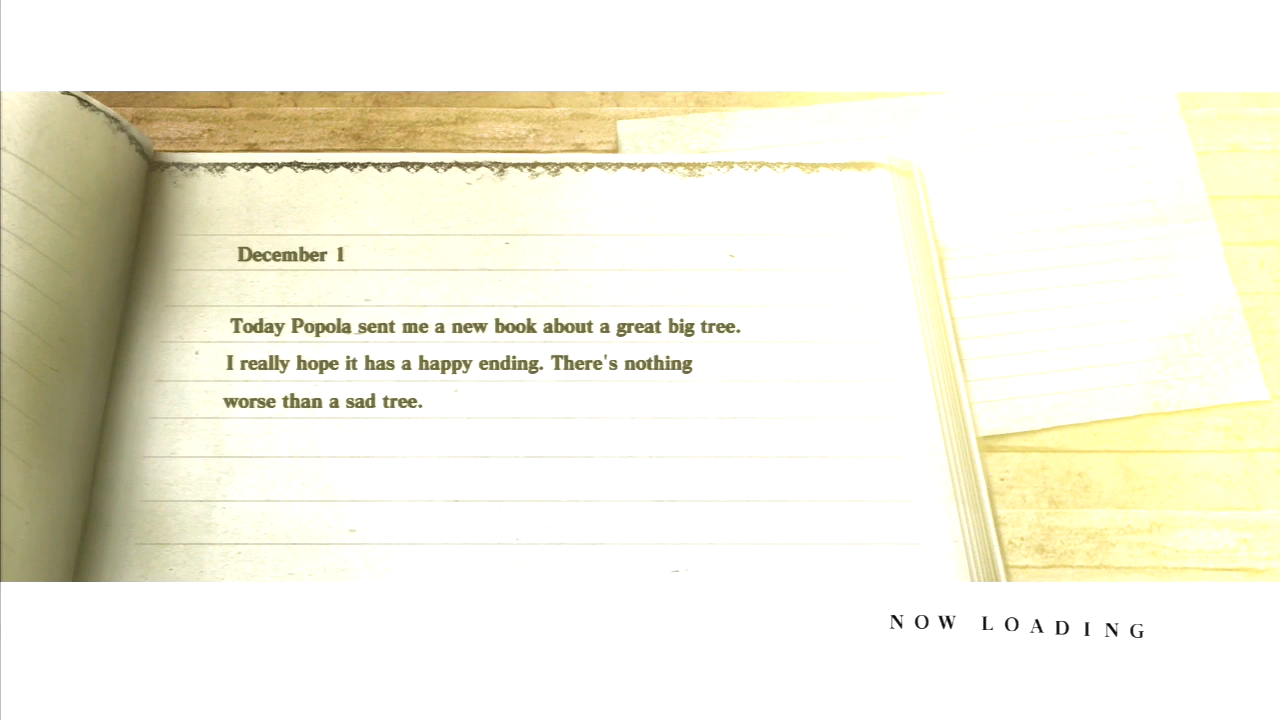 December 1
Today Popola sent me a new book about a great big tree.
I really hope it has a happy ending. There's nothing
worse than a sad tree.
NOW LOADING